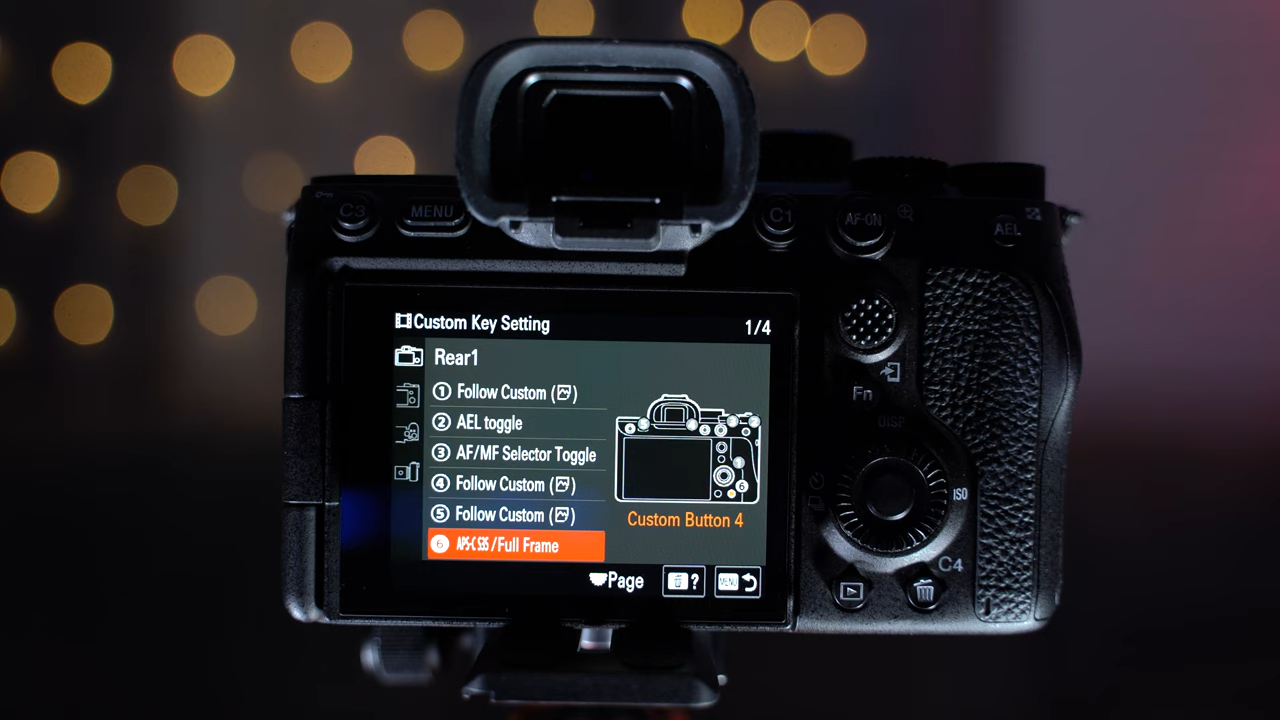 C3
MENU
C1
AF-ON
AEL
Custom Key Setting 1/4
Rear1
① Follow Custom ( )
② AEL toggle
③ AF/MF Selector Toggle
④ Follow Custom ( )
⑤ Follow Custom ( )
⑥ APS-C S35 /Full Frame
Custom Button 4
Page ? MENU
Fn
DISP
ISO
C4